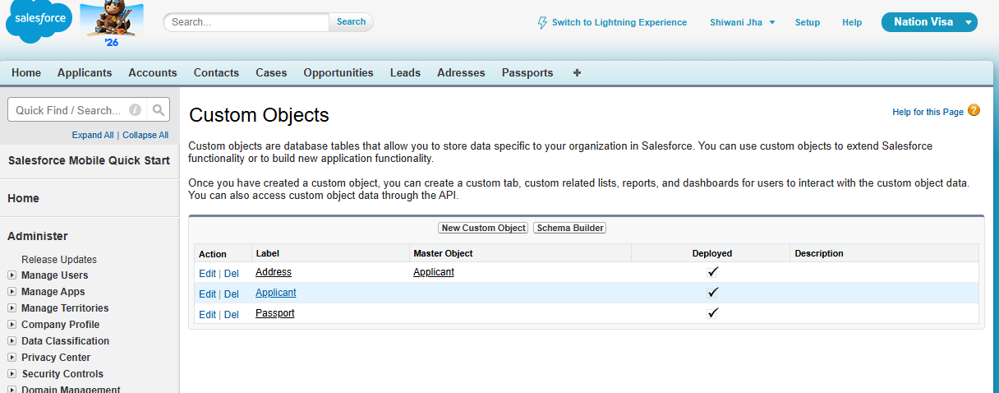 salesforce
'26
Search...
Search
Switch to Lightning Experience
Shiwani Jha
Setup
Help
Nation Visa
Home Applicants Accounts Contacts Cases Opportunities Leads Adresses Passports +
Quick Find / Search...
Expand All | Collapse All
Salesforce Mobile Quick Start
Home
Administer
Release Updates
Manage Users
Manage Apps
Manage Territories
Company Profile
Data Classification
Privacy Center
Security Controls
Domain Management
Custom Objects
Help for this Page ?
Custom objects are database tables that allow you to store data specific to your organization in Salesforce. You can use custom objects to extend Salesforce
functionality or to build new application functionality.
Once you have created a custom object, you can create a custom tab, custom related lists, reports, and dashboards for users to interact with the custom object data.
You can also access custom object data through the API.
New Custom Object Schema Builder
Action Label Master Object Deployed Description
Edit | Del Address Applicant
Edit | Del Applicant
Edit | Del Passport